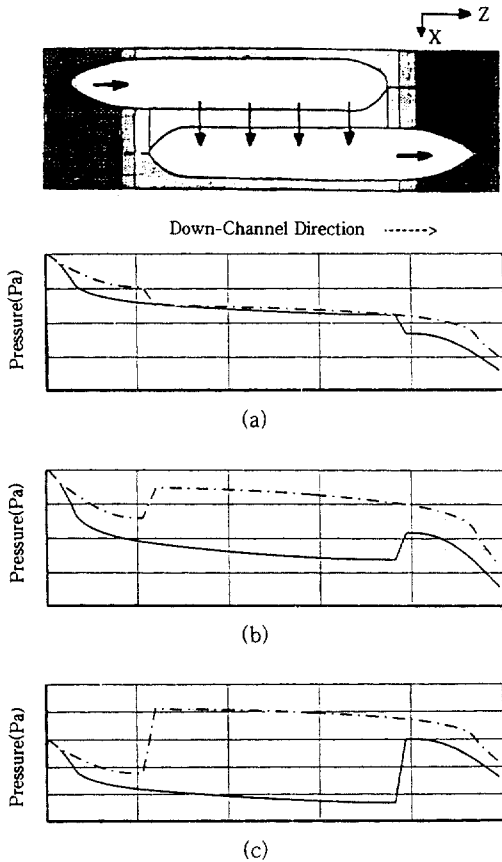 Z
X
Down-Channel Direction
Pressure(Pa)
(a)
Pressure(Pa)
(b)
Pressure(Pa)
(c)